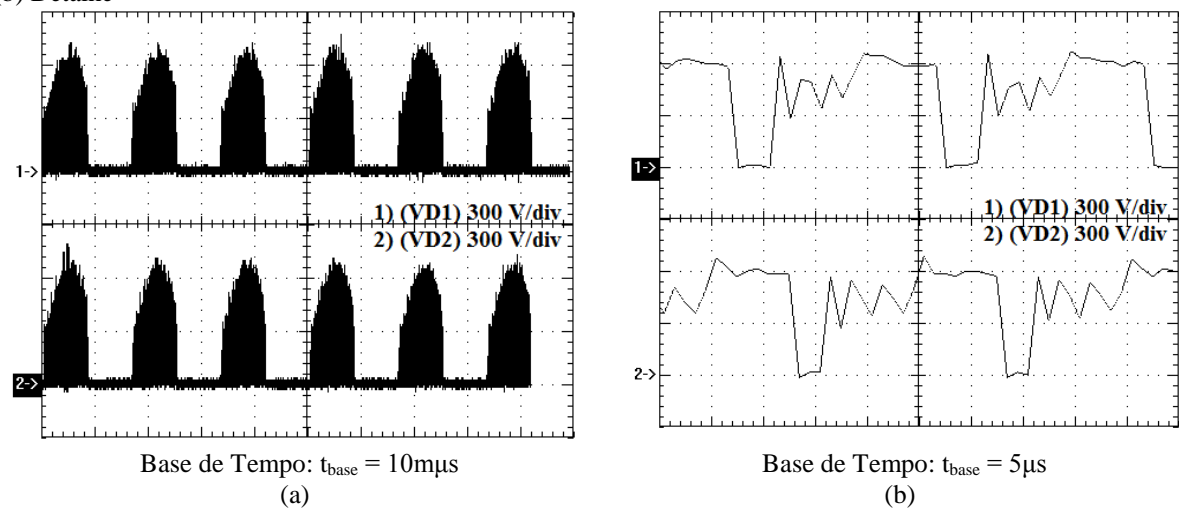 (b) Detalhe
1->
1) (VD1) 300 V/div
2) (VD2) 300 V/div
2->
1->
1) (VD1) 300 V/div
2) (VD2) 300 V/div
2->
Base de Tempo: tbase = 10mμs
(a)
Base de Tempo: tbase = 5μs
(b)